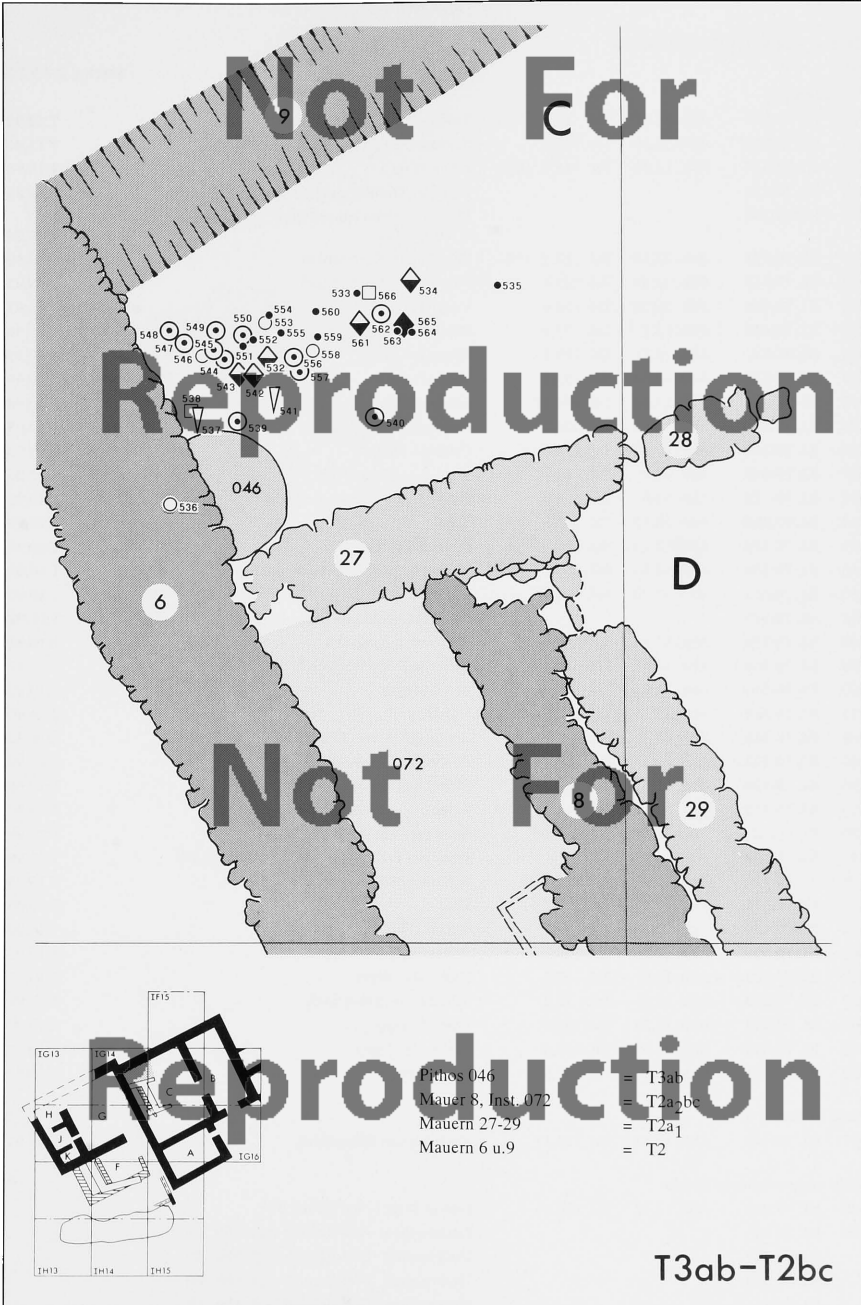 Not For
9
C
533 566 534 535
554
553 560
550
549
548
547
545
546
544
551
552
555
559
558
562
561
565
563
564
532
556
557
543
542
541
540
539
538
537
Reproduction
28
046
536
27
D
6
072
Not For
8
29
IF15
IG13 IG14
B
C
H
G
J
K
F
A
IG16
IH13 IH14 IH15
Reproduction
Pithos 046 = T3ab
Mauer 8, Inst. 072 = T2a2bc
Mauern 27-29 = T2a1
Mauern 6 u.9 = T2
T3ab-T2bc